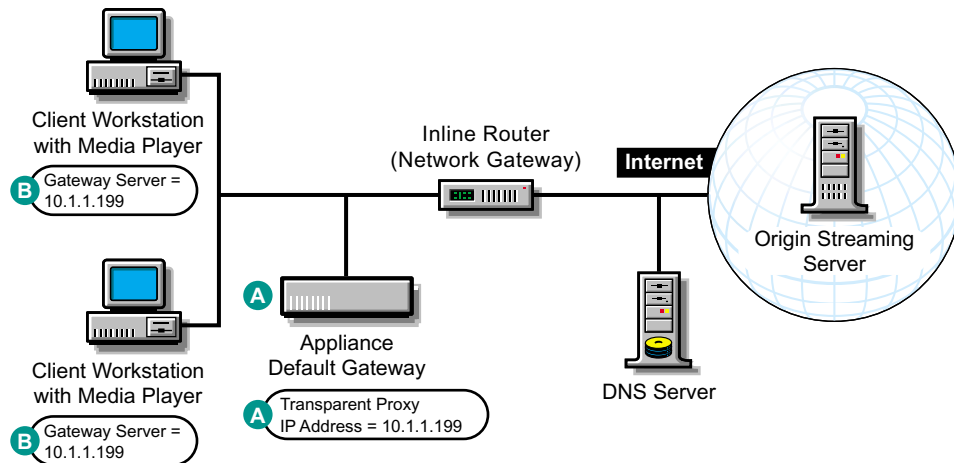 Client Workstation
with Media Player
B
Gateway Server =
10.1.1.199
Client Workstation
with Media Player
B
Gateway Server =
10.1.1.199
A
Appliance
Default Gateway
A
Transparent Proxy
IP Address = 10.1.1.199
Inline Router
(Network Gateway)
Internet
DNS Server
Origin Streaming
Server